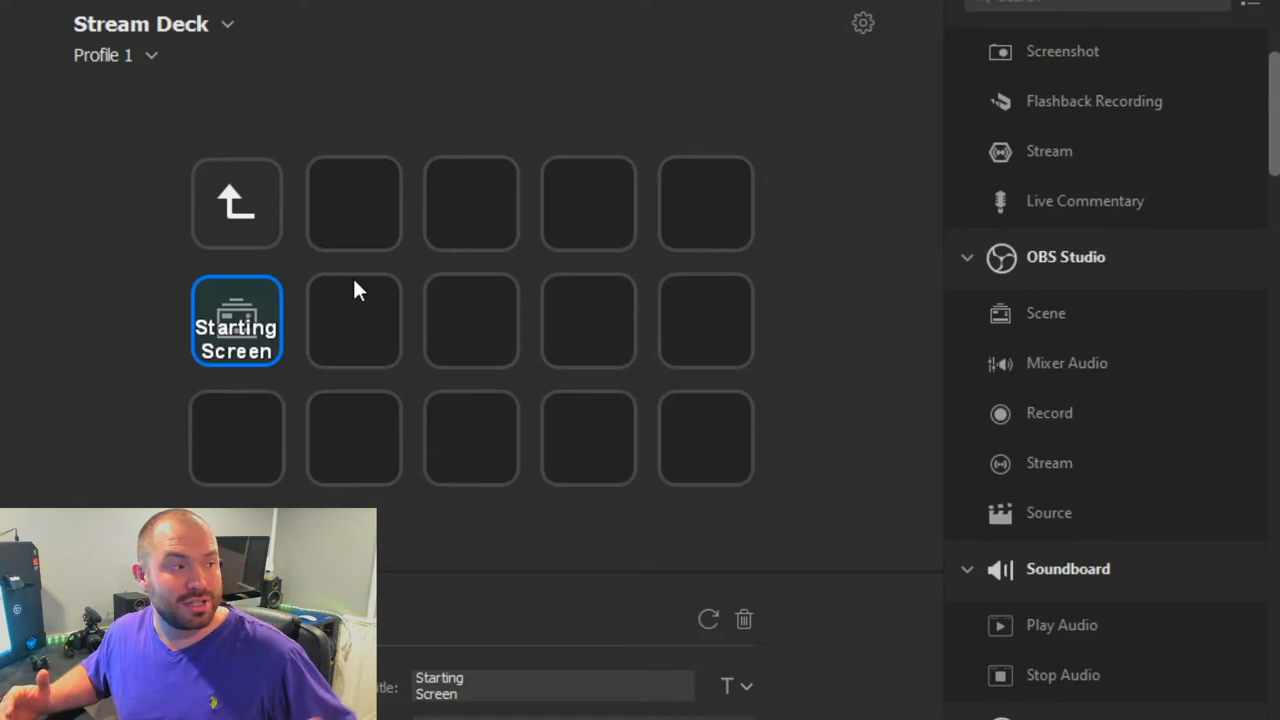 Stream Deck
Profile 1
Screenshot
Flashback Recording
Stream
Live Commentary
OBS Studio
Scene
Mixer Audio
Record
Stream
Source
Soundboard
Play Audio
Stop Audio
Starting
Screen
itle:
Starting
Screen
T